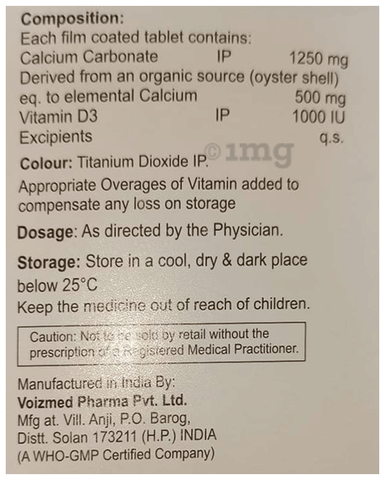 Composition:
Each film coated tablet contains:
Calcium Carbonate IP 1250 mg
Derived from an organic source (oyster shell)
eq. to elemental Calcium 500 mg
Vitamin D3 IP 1000 IU
Excipients q.s.
©1mg
Colour: Titanium Dioxide IP.
Appropriate Overages of Vitamin added to
compensate any loss on storage
Dosage: As directed by the Physician.
Storage: Store in a cool, dry & dark place
below 25°C
Keep the medicine out of reach of children.
Caution: Not to be sold by retail without the
prescription of a Registered Medical Practitioner.
Manufactured in India By:
Voizmed Pharma Pvt. Ltd.
Mfg at. Vill. Anji, P.O. Barog,
Distt. Solan 173211 (H.P.) INDIA
(A WHO-GMP Certified Company)